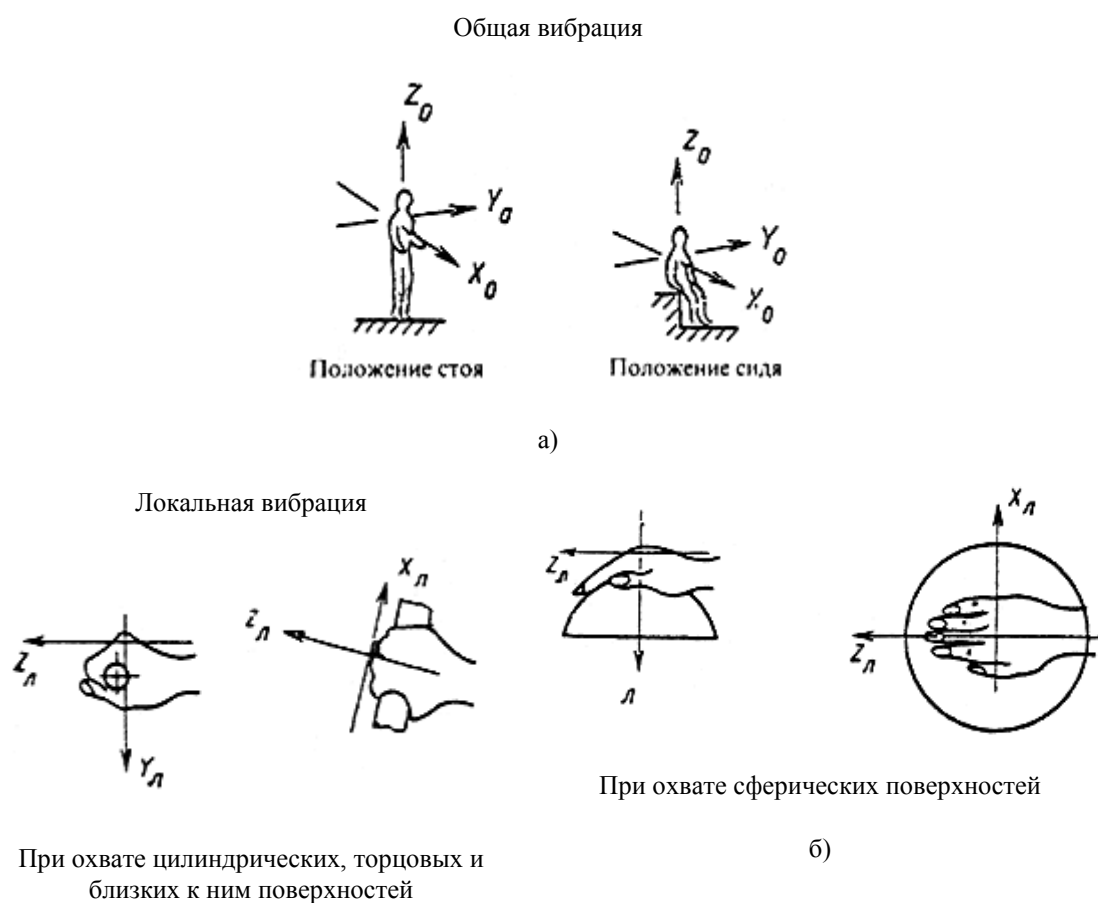 Общая вибрация
Z₀
Y₀
X₀
Положение стоя
Z₀
Y₀
Y₀
Положение сидя
а)
Локальная вибрация
Zл
Yл
Xл
Zл
При охвате цилиндрических, торцовых и
близких к ним поверхностей
Zл
л
Xл
Zл
При охвате сферических поверхностей
б)